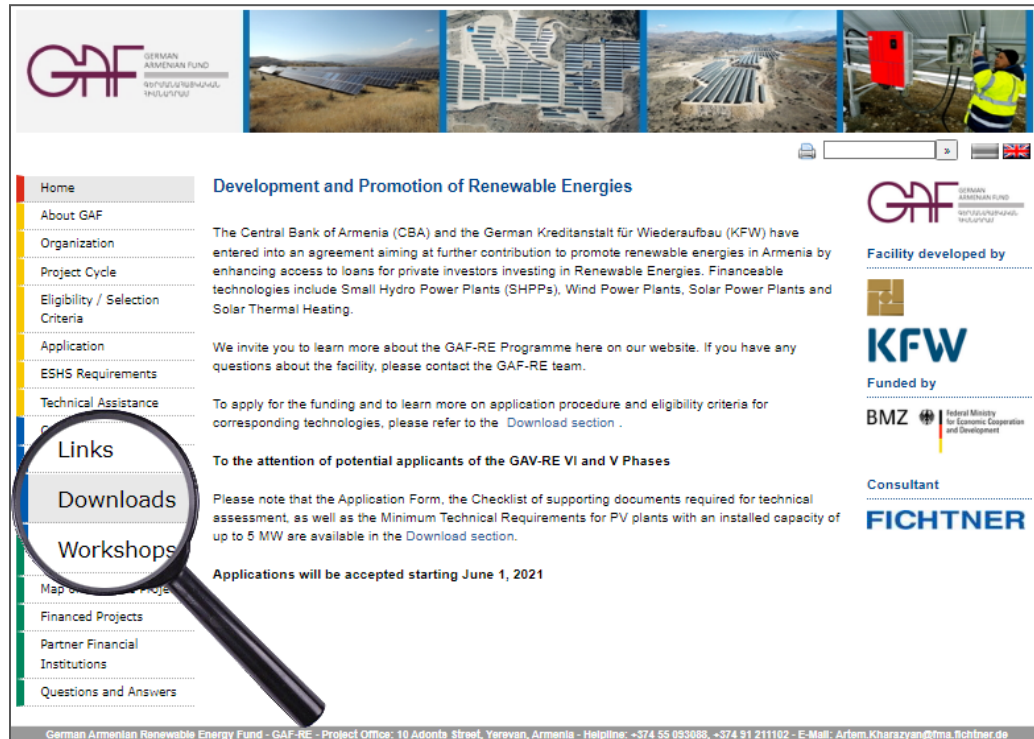 GAF
GERMAN
ARMENIAN FUND
ԳԵՐՄԱՆԱՀԱՅԿԱԿԱՆ
ՀԻՄՆԱԴՐԱՄ
»
Home
About GAF
Organization
Project Cycle
Eligibility / Selection
Criteria
Application
ESHS Requirements
Technical Assistance
Links
Downloads
Workshops
Financed Projects
Partner Financial
Institutions
Questions and Answers
Development and Promotion of Renewable Energies
The Central Bank of Armenia (CBA) and the German Kreditanstalt für Wiederaufbau (KFW) have
entered into an agreement aiming at further contribution to promote renewable energies in Armenia by
enhancing access to loans for private investors investing in Renewable Energies. Financeable
technologies include Small Hydro Power Plants (SHPPs), Wind Power Plants, Solar Power Plants and
Solar Thermal Heating.
We invite you to learn more about the GAF-RE Programme here on our website. If you have any
questions about the facility, please contact the GAF-RE team.
To apply for the funding and to learn more on application procedure and eligibility criteria for
corresponding technologies, please refer to the Download section .
To the attention of potential applicants of the GAV-RE VI and V Phases
Please note that the Application Form, the Checklist of supporting documents required for technical
assessment, as well as the Minimum Technical Requirements for PV plants with an installed capacity of
up to 5 MW are available in the Download section.
Applications will be accepted starting June 1, 2021
GAF
GERMAN
ARMENIAN FUND
Facility developed by
KFW
Funded by
BMZ
Federal Ministry
for Economic Cooperation
and Development
Consultant
FICHTNER
German Armenian Renewable Energy Fund - GAF-RE - Project Office: 10 Adonts Street, Yerevan, Armenia - Helpline: +374 55 093088, +374 91 211102 - E-Mail: Artem.Kharazyan@fma.fichtner.de